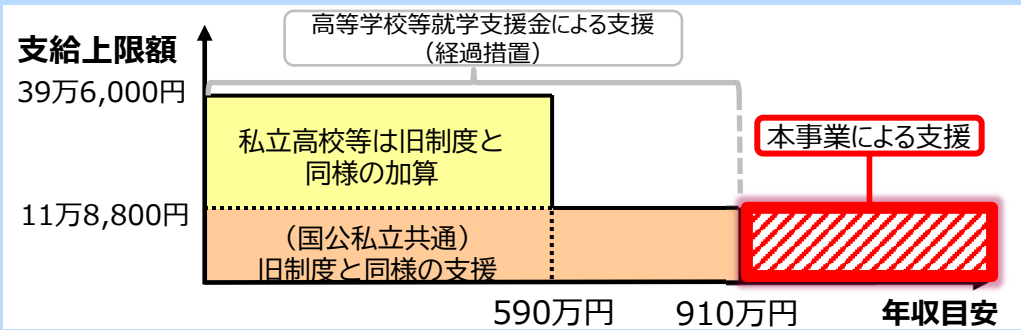 高等学校等就学支援金による支援
（経過措置）
支給上限額
39万6,000円
私立高校等は旧制度と
同様の加算
本事業による支援
11万8,800円
（国公私立共通）
旧制度と同様の支援
590万円
910万円
年収目安